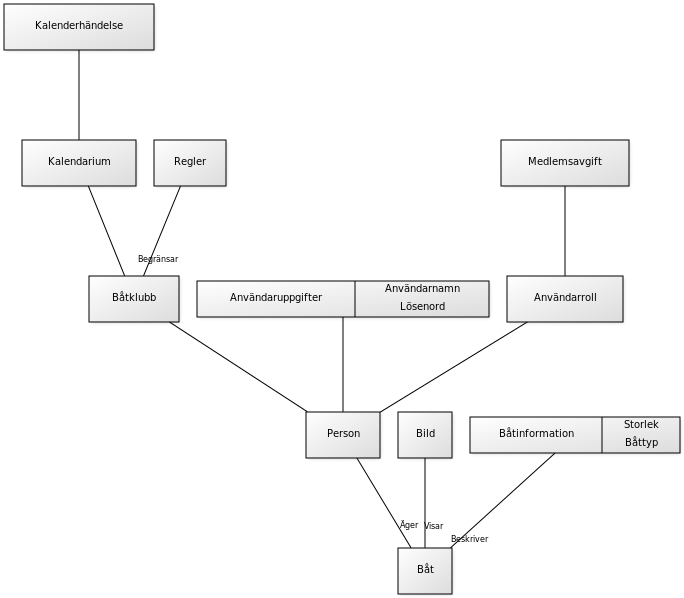 Kalenderhändelse
Kalendarium
Regler
Medlemsavgift
Begränsar
Båtklubb
Användaruppgifter
Användarnamn
Lösenord
Användarroll
Person
Bild
Båtinformation
Storlek
Båttyp
Äger
Visar
Beskriver
Båt